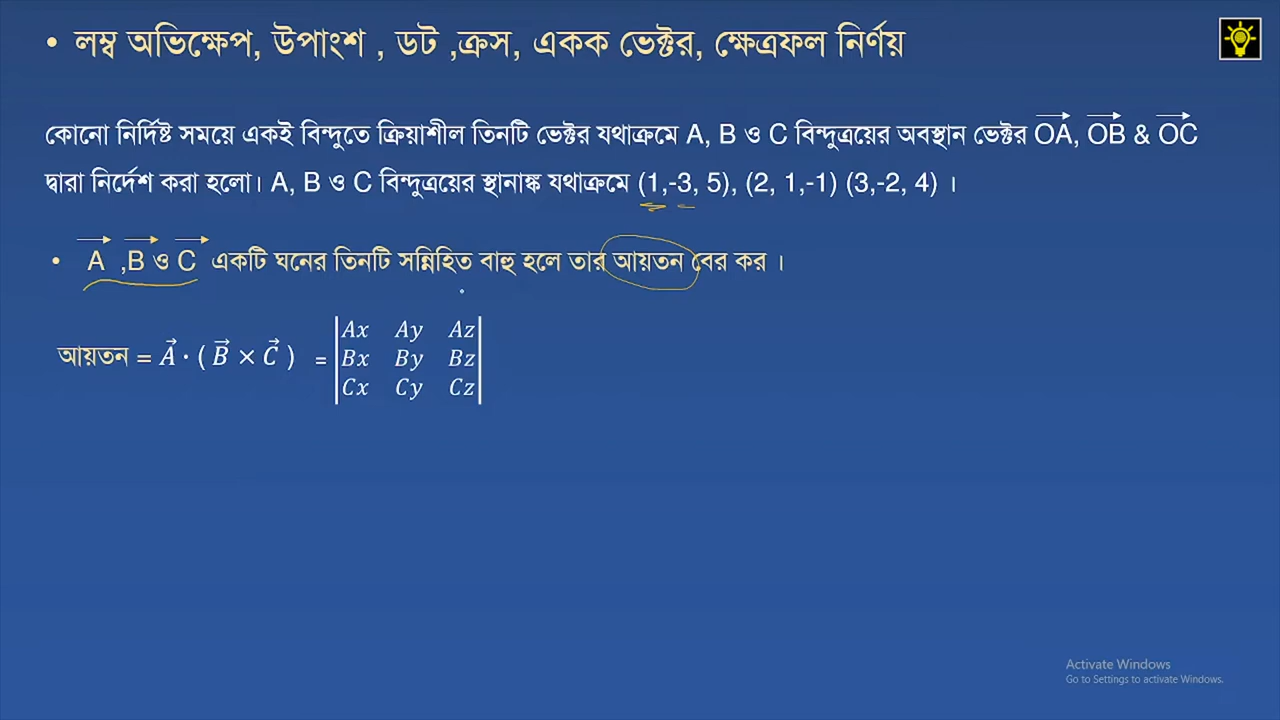 • লম্ব অভিক্ষেপ, উপাংশ , ডট ,ক্রস, একক ভেক্টর, ক্ষেত্রফল নির্ণয়
কোনো নির্দিষ্ট সময়ে একই বিন্দুতে ক্রিয়াশীল তিনটি ভেক্টর যথাক্রমে A, B ও C বিন্দুত্রয়ের অবস্থান ভেক্টর OA, OB & OC
দ্বারা নির্দেশ করা হলো। A, B ও C বিন্দুত্রয়ের স্থানাঙ্ক যথাক্রমে (1,-3, 5), (2, 1,-1) (3,-2, 4) ।
• A ,B ও C একটি ঘনের তিনটি সন্নিহিত বাহু হলে তার আয়তন বের কর ।
আয়তন = A⃗ · ( B⃗ × C⃗ ) = | Ax Ay Az |
| Bx By Bz |
| Cx Cy Cz |
Activate Windows
Go to Settings to activate Windows.